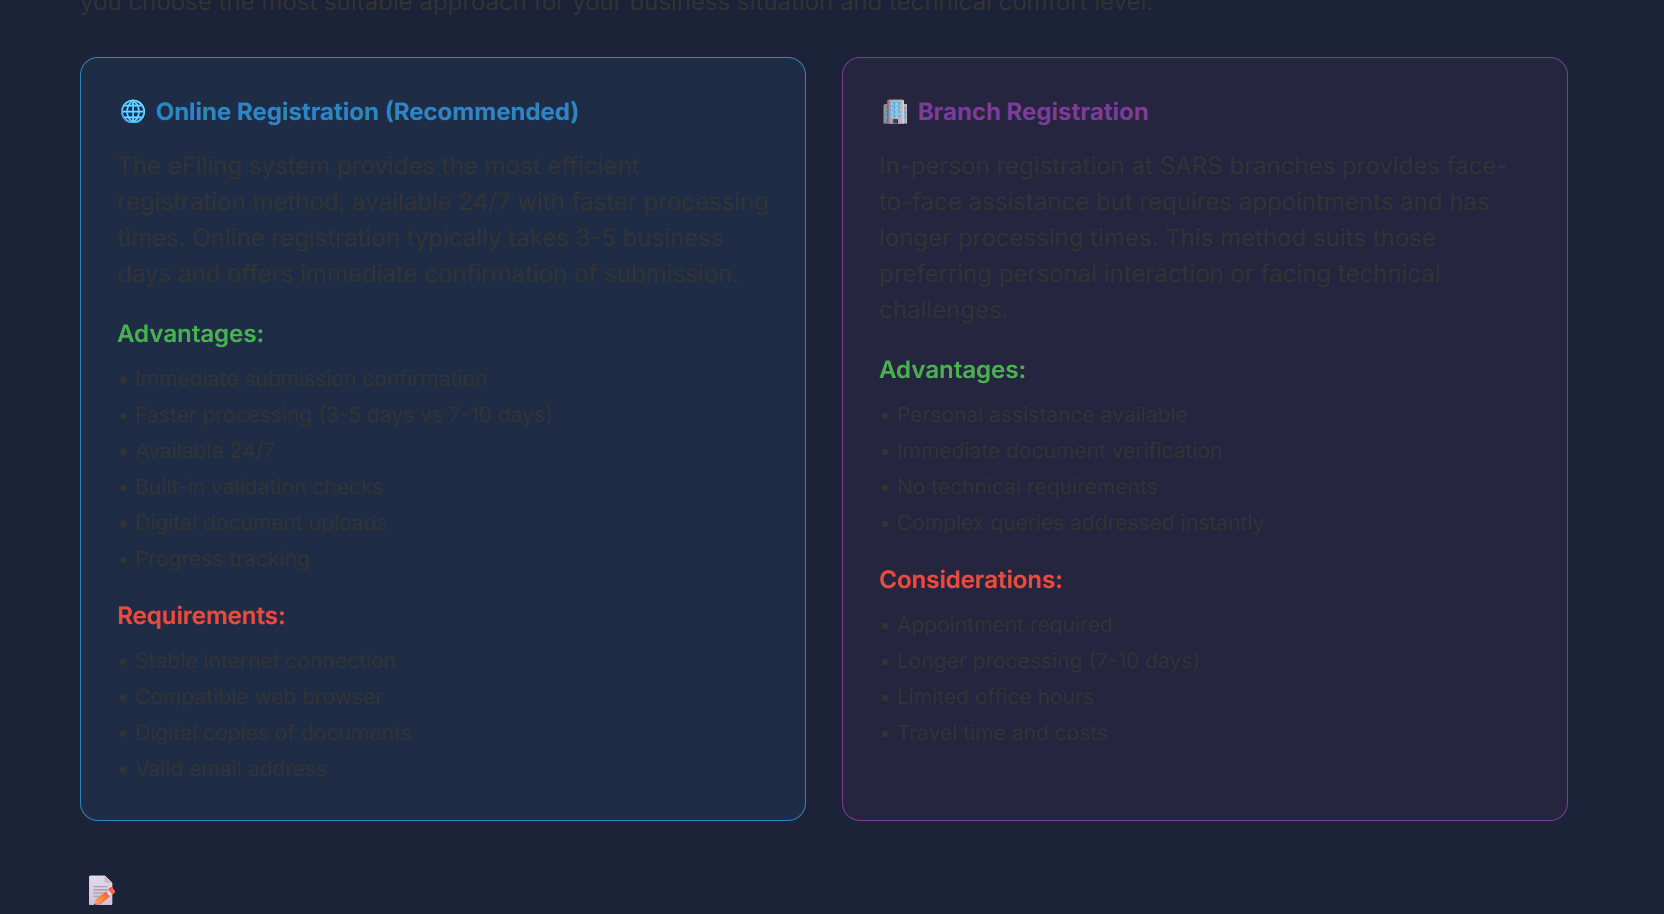 you choose the most suitable approach for your business situation and technical comfort level.
Online Registration (Recommended)
The eFiling system provides the most efficient
registration method, available 24/7 with faster processing
times. Online registration typically takes 3-5 business
days and offers immediate confirmation of submission.
Advantages:
• Immediate submission confirmation
• Faster processing (3-5 days vs 7-10 days)
• Available 24/7
• Built-in validation checks
• Digital document uploads
• Progress tracking
Requirements:
• Stable internet connection
• Compatible web browser
• Digital copies of documents
• Valid email address
Branch Registration
In-person registration at SARS branches provides face-
to-face assistance but requires appointments and has
longer processing times. This method suits those
preferring personal interaction or facing technical
challenges.
Advantages:
• Personal assistance available
• Immediate document verification
• No technical requirements
• Complex queries addressed instantly
Considerations:
• Appointment required
• Longer processing (7-10 days)
• Limited office hours
• Travel time and costs